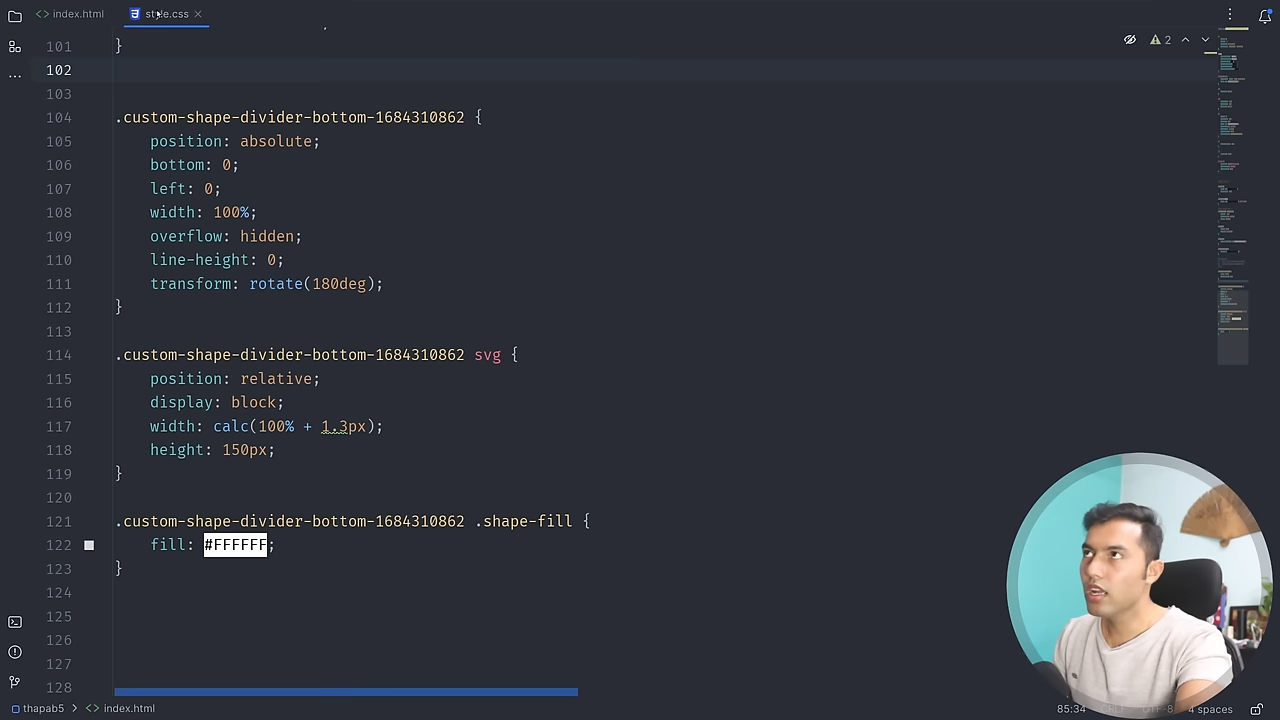 index.html
style.css
2
101 }
102
103
104 .custom-shape-divider-bottom-1684310862 {
105 position: absolute;
106 bottom: 0;
107 left: 0;
108 width: 100%;
109 overflow: hidden;
110 line-height: 0;
111 transform: rotate(180deg);
112 }
113
114 .custom-shape-divider-bottom-1684310862 svg {
115 position: relative;
116 display: block;
117 width: calc(100% + 1.3px);
118 height: 150px;
119 }
120
121 .custom-shape-divider-bottom-1684310862 .shape-fill {
122 fill: #FFFFFF;
123 }
124
125
126
127
128
thapab5 > index.html
85:34 CRLF UTF-8 4 spaces